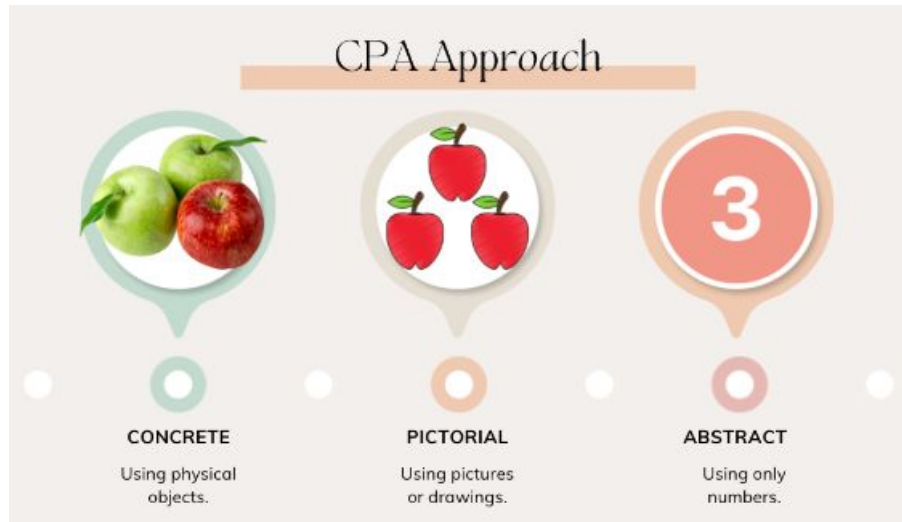 CPA Approach
3
CONCRETE
Using physical
objects.
PICTORIAL
Using pictures
or drawings.
ABSTRACT
Using only
numbers.